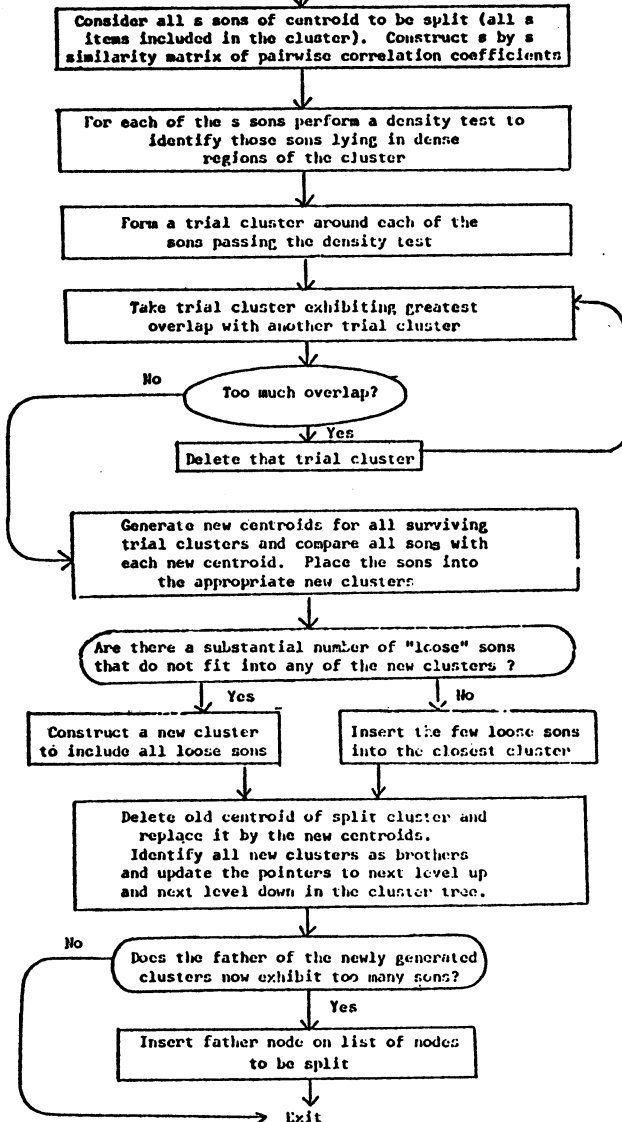 Consider all s sons of centroid to be split (all s
items included in the cluster). Construct s by s
similarity matrix of pairwise correlation coefficients
For each of the s sons perform a density test to
identify those sons lying in dense
regions of the cluster
Form a trial cluster around each of the
sons passing the density test
Take trial cluster exhibiting greatest
overlap with another trial cluster
No
Too much overlap?
Yes
Delete that trial cluster
Generate new centroids for all surviving
trial clusters and compare all sons with
each new centroid. Place the sons into
the appropriate new clusters
Are there a substantial number of "loose" sons
that do not fit into any of the new clusters ?
Yes
No
Construct a new cluster
to include all loose sons
Insert the few loose sons
into the closest cluster
Delete old centroid of split cluster and
replace it by the new centroids.
Identify all new clusters as brothers
and update the pointers to next level up
and next level down in the cluster tree.
No
Does the father of the newly generated
clusters now exhibit too many sons?
Yes
Insert father node on list of nodes
to be split
Exit